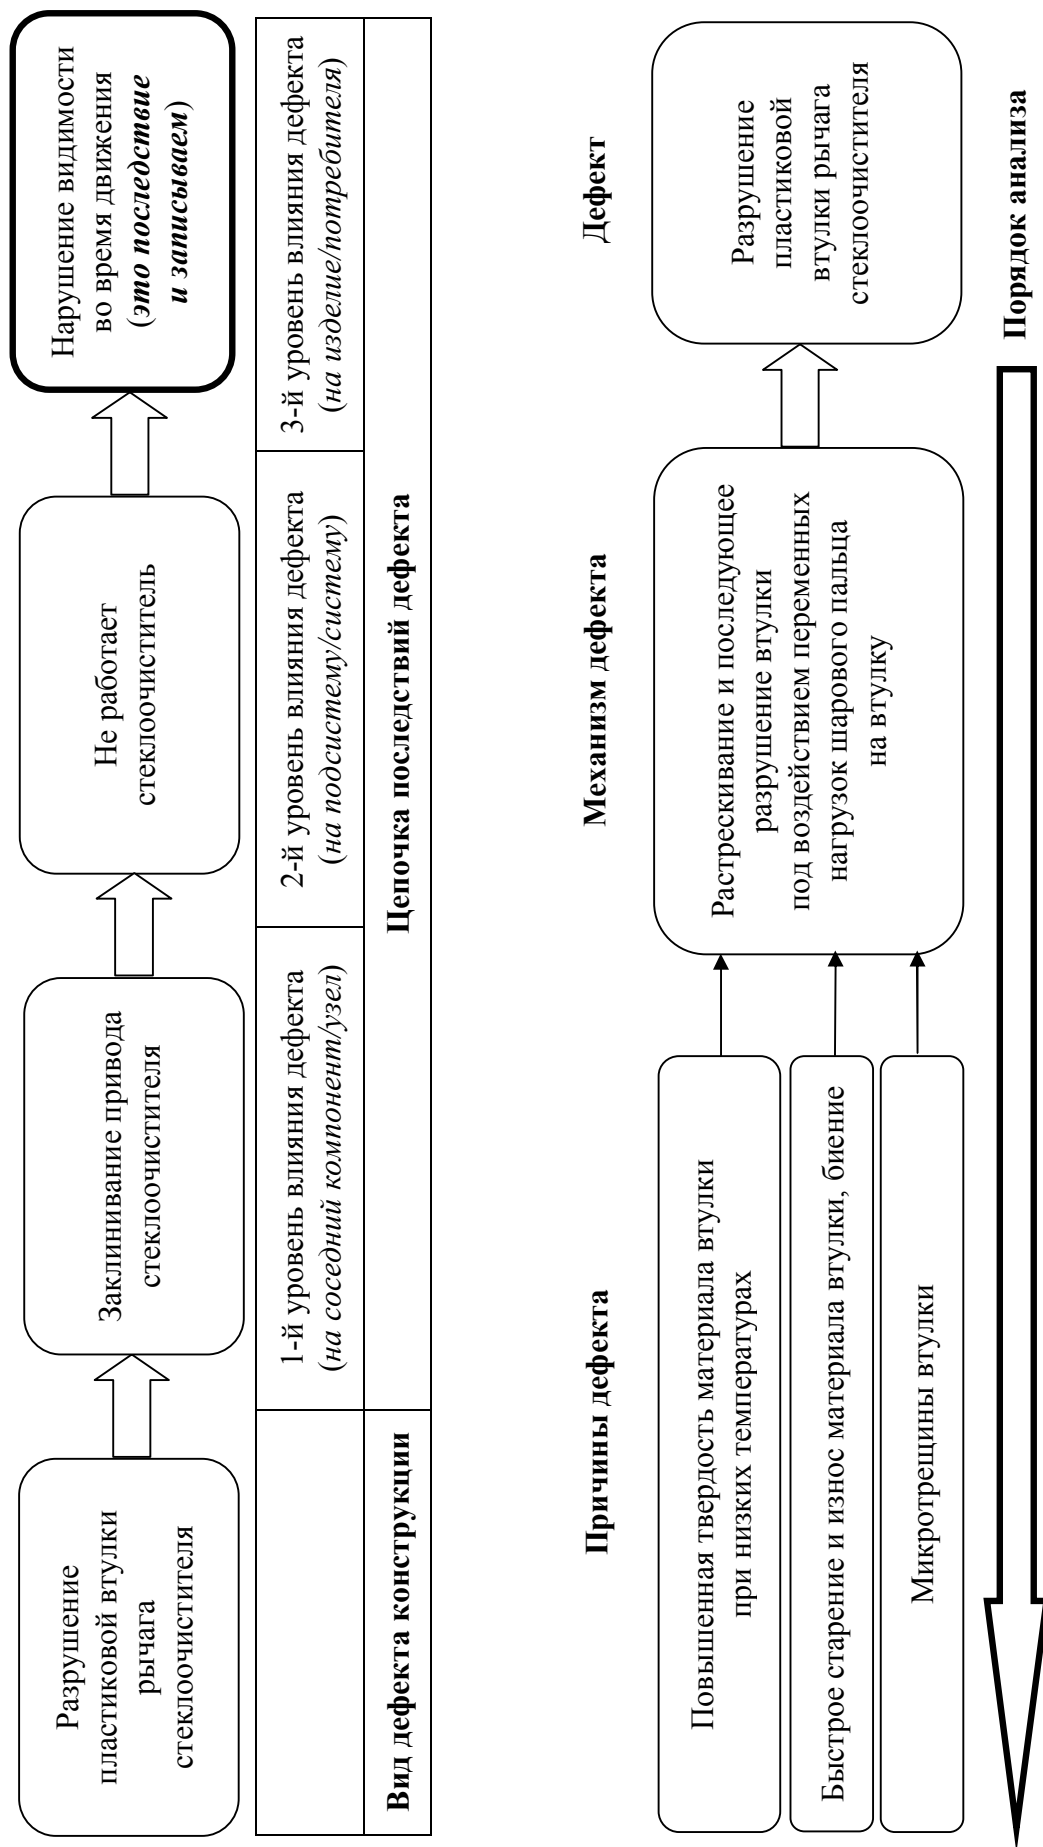 Разрушение
пластиковой втулки
рычага
стеклоочистителя
Заклинивание привода
стеклоочистителя
Не работает
стеклоочиститель
Нарушение видимости
во время движения
(это последствие
и записываем)
1-й уровень влияния дефекта
(на соседний компонент/узел)
2-й уровень влияния дефекта
(на подсистему/систему)
3-й уровень влияния дефекта
(на изделие/потребителя)
Вид дефекта конструкции
Цепочка последствий дефекта
Причины дефекта
Механизм дефекта
Дефект
Повышенная твердость материала втулки
при низких температурах
Быстрое старение и износ материала втулки, биение
Микротрещины втулки
Растрескивание и последующее
разрушение втулки
под воздействием переменных
нагрузок шарового пальца
на втулку
Разрушение
пластиковой
втулки рычага
стеклоочистителя
Порядок анализа